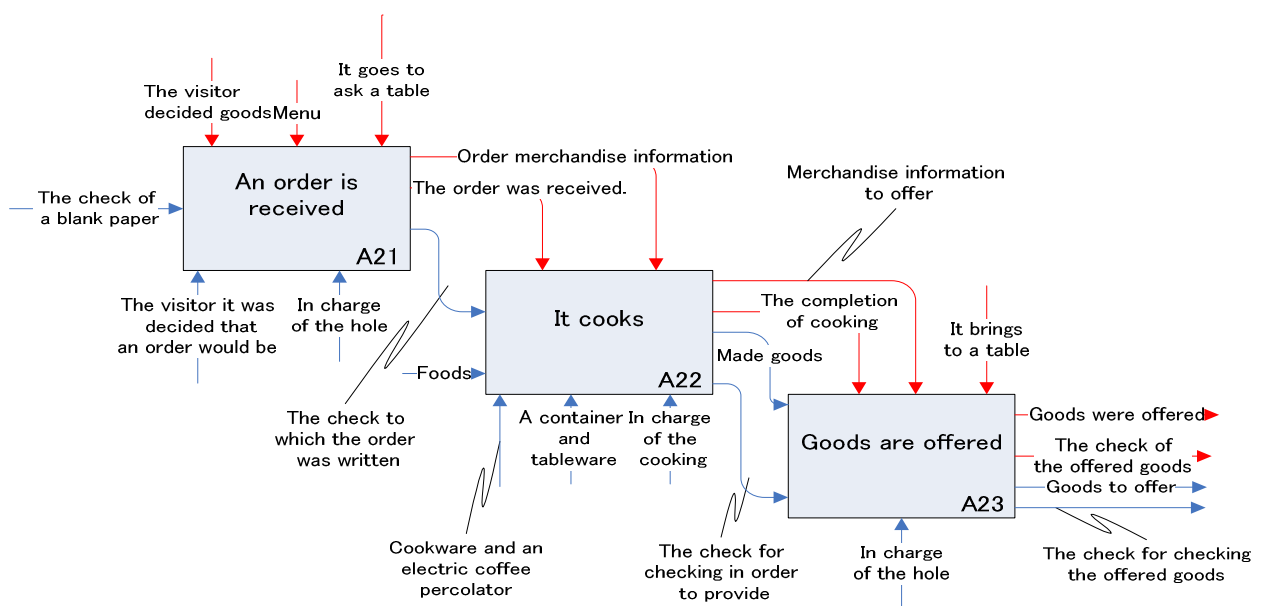 It goes to
ask a table
The visitor
decided goods
Menu
Order merchandise information
The order was received.
Merchandise information
to offer
An order is
received
A21
The check of
a blank paper
The visitor it was
decided that
an order would be
In charge
of the hole
The completion
of cooking
It brings
to a table
It cooks
A22
Made goods
Foods
The check to
which the order
was written
A container
and
tableware
In charge
of the
cooking
Goods are offered
A23
Goods were offered
The check of
the offered goods
Goods to offer
Cookware and an
electric coffee
percolator
The check for
checking in order
to provide
In charge
of the hole
The check for checking
the offered goods